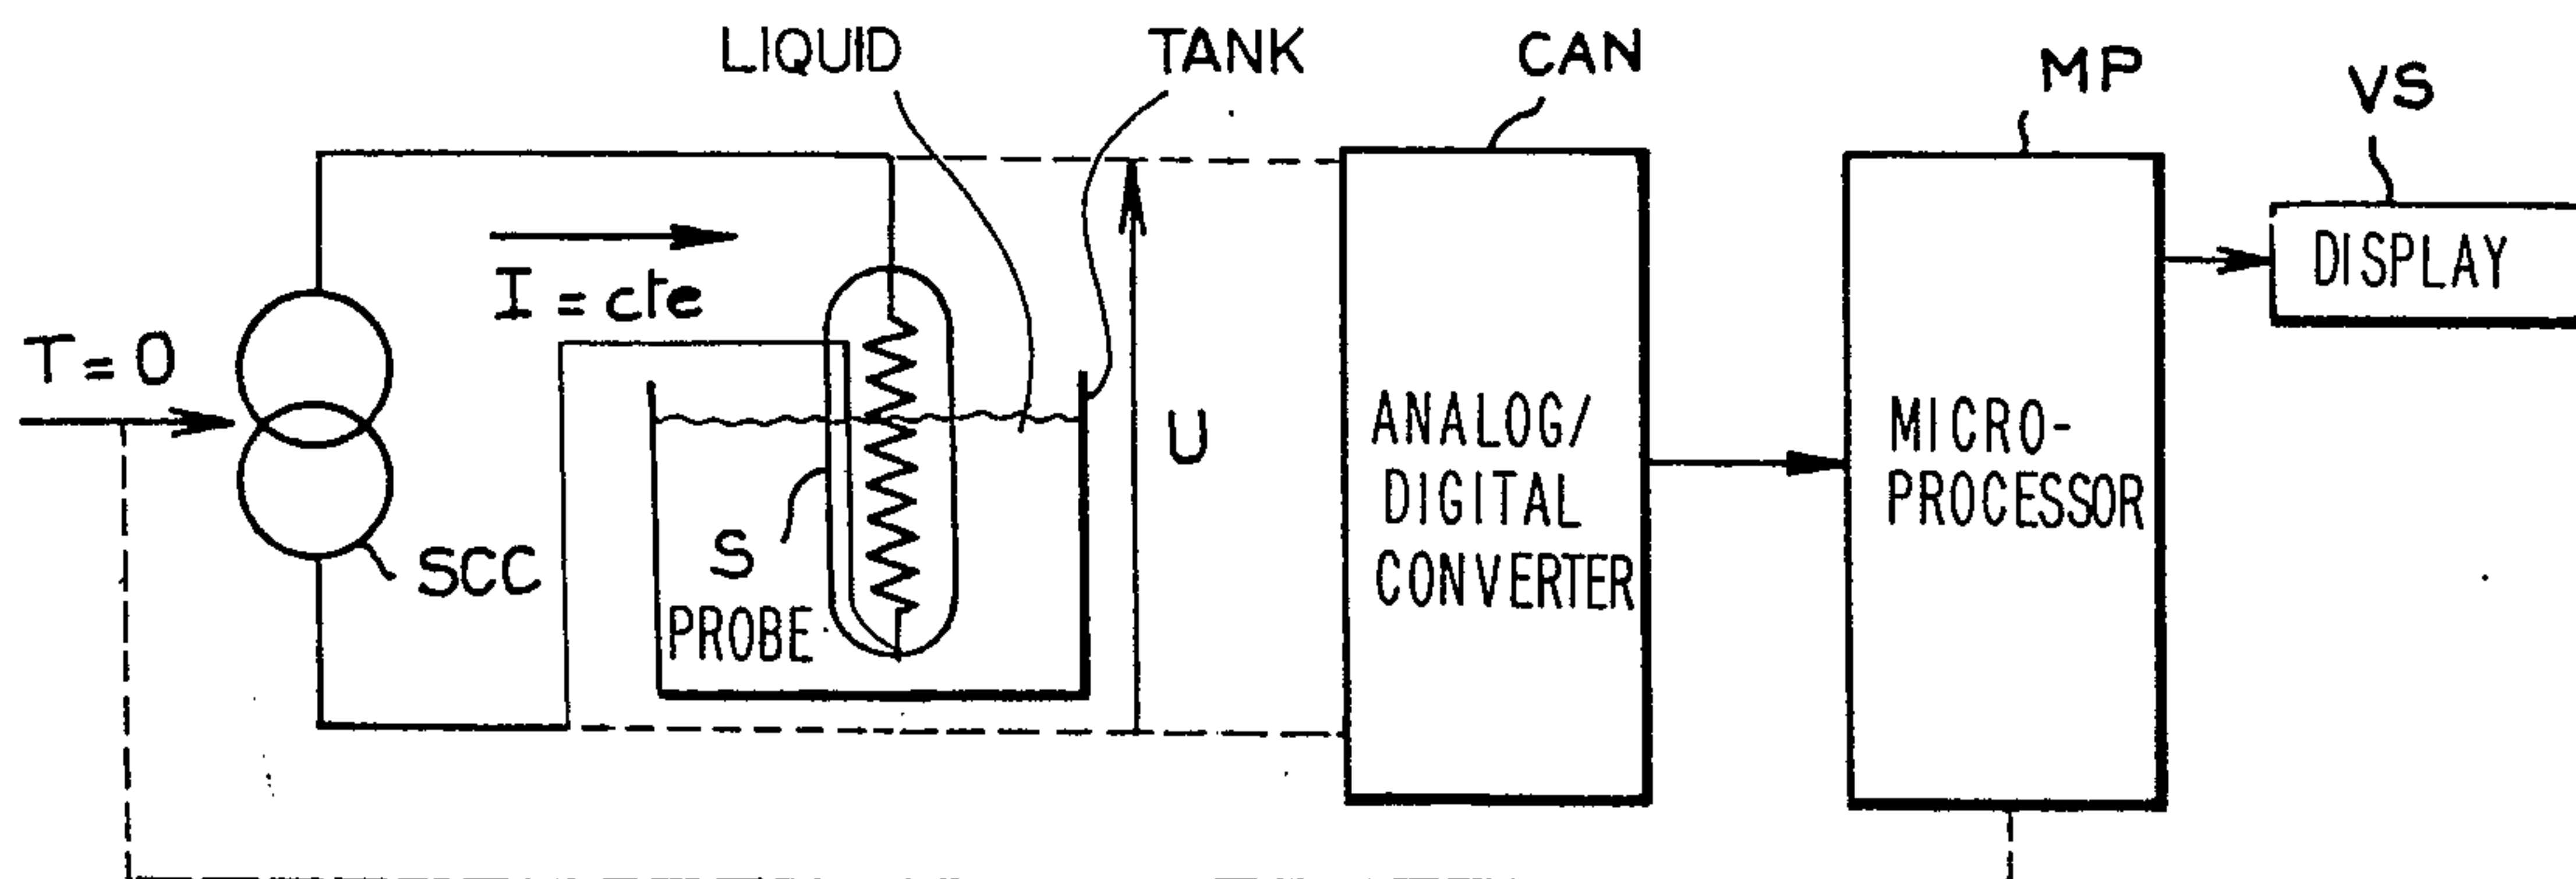 LIQUID
TANK
CAN
MP
VS
I = cte
T = 0
SCC
S
PROBE
U
ANALOG/
DIGITAL
CONVERTER
MICRO-
PROCESSOR
DISPLAY